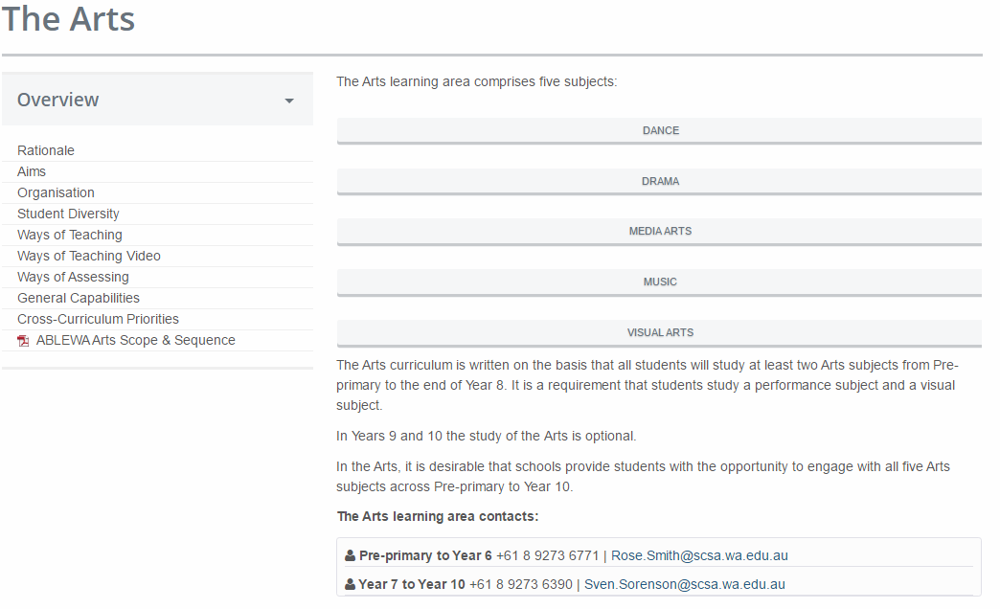 The Arts
Overview
Rationale
Aims
Organisation
Student Diversity
Ways of Teaching
Ways of Teaching Video
Ways of Assessing
General Capabilities
Cross-Curriculum Priorities
ABLEWA Arts Scope & Sequence
The Arts learning area comprises five subjects:
DANCE
DRAMA
MEDIA ARTS
MUSIC
VISUAL ARTS
The Arts curriculum is written on the basis that all students will study at least two Arts subjects from Pre-
primary to the end of Year 8. It is a requirement that students study a performance subject and a visual
subject.
In Years 9 and 10 the study of the Arts is optional.
In the Arts, it is desirable that schools provide students with the opportunity to engage with all five Arts
subjects across Pre-primary to Year 10.
The Arts learning area contacts:
Pre-primary to Year 6 +61 8 9273 6771 | Rose.Smith@scsa.wa.edu.au
Year 7 to Year 10 +61 8 9273 6390 | Sven.Sorenson@scsa.wa.edu.au